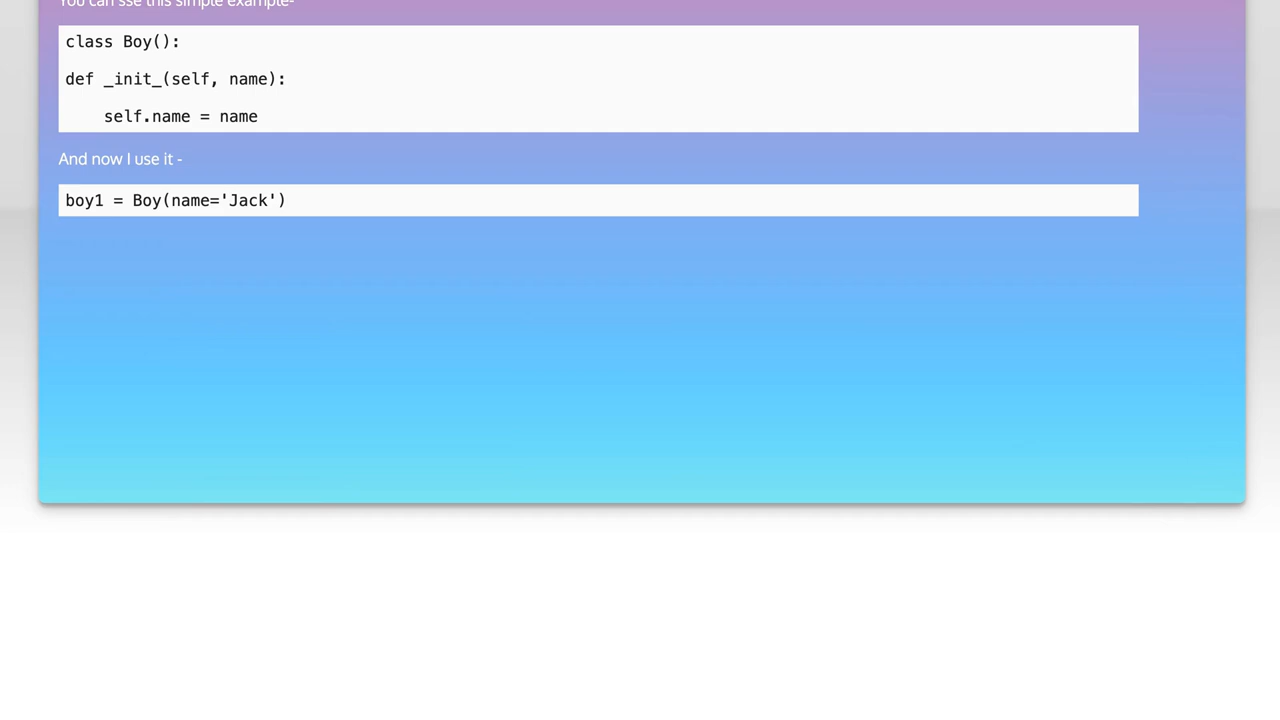 You can sse this simple example-
class Boy():
def _init_(self, name):
    self.name = name
And now I use it -
boy1 = Boy(name='Jack')